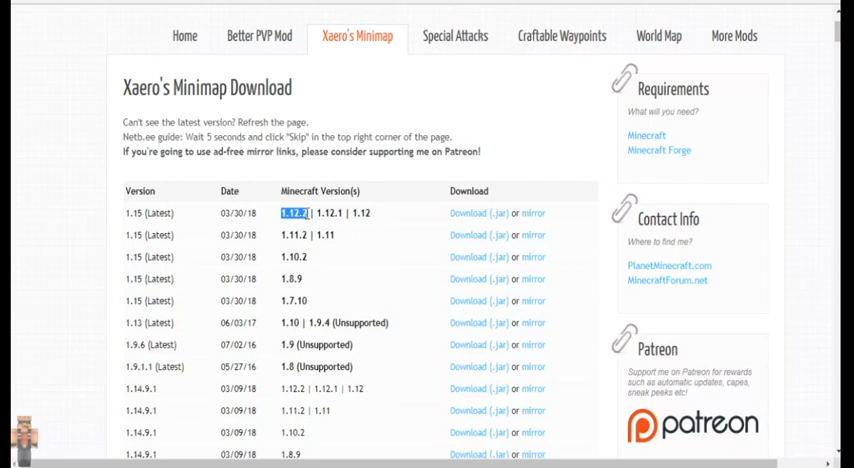 Home Better PVP Mod Xaero's Minimap Special Attacks Craftable Waypoints World Map More Mods
Xaero's Minimap Download
Can't see the latest version? Refresh the page.
Netb.ee guide: Wait 5 seconds and click "Skip" in the top right corner of the page.
If you're going to use ad-free mirror links, please consider supporting me on Patreon!
Version Date Minecraft Version(s) Download
1.15 (Latest) 03/30/18 1.12.2 | 1.12.1 | 1.12 Download (.jar) or mirror
1.15 (Latest) 03/30/18 1.11.2 | 1.11 Download (.jar) or mirror
1.15 (Latest) 03/30/18 1.10.2 Download (.jar) or mirror
1.15 (Latest) 03/30/18 1.8.9 Download (.jar) or mirror
1.15 (Latest) 03/30/18 1.7.10 Download (.jar) or mirror
1.13 (Latest) 06/03/17 1.10 | 1.9.4 (Unsupported) Download (.jar) or mirror
1.9.6 (Latest) 07/02/16 1.9 (Unsupported) Download (.jar) or mirror
1.9.1.1 (Latest) 05/27/16 1.8 (Unsupported) Download (.jar) or mirror
1.14.9.1 03/09/18 1.12.2 | 1.12.1 | 1.12 Download (.jar) or mirror
1.14.9.1 03/09/18 1.11.2 | 1.11 Download (.jar) or mirror
1.14.9.1 03/09/18 1.10.2 Download (.jar) or mirror
1.14.9.1 03/09/18 1.8.9 Download (.jar) or mirror
Requirements
What will you need?
Minecraft
Minecraft Forge
Contact Info
Where to find me?
PlanetMinecraft.com
MinecraftForum.net
Patreon
Support me on Patreon for rewards
such as automatic updates, capes,
sneak peeks etc!
patreon